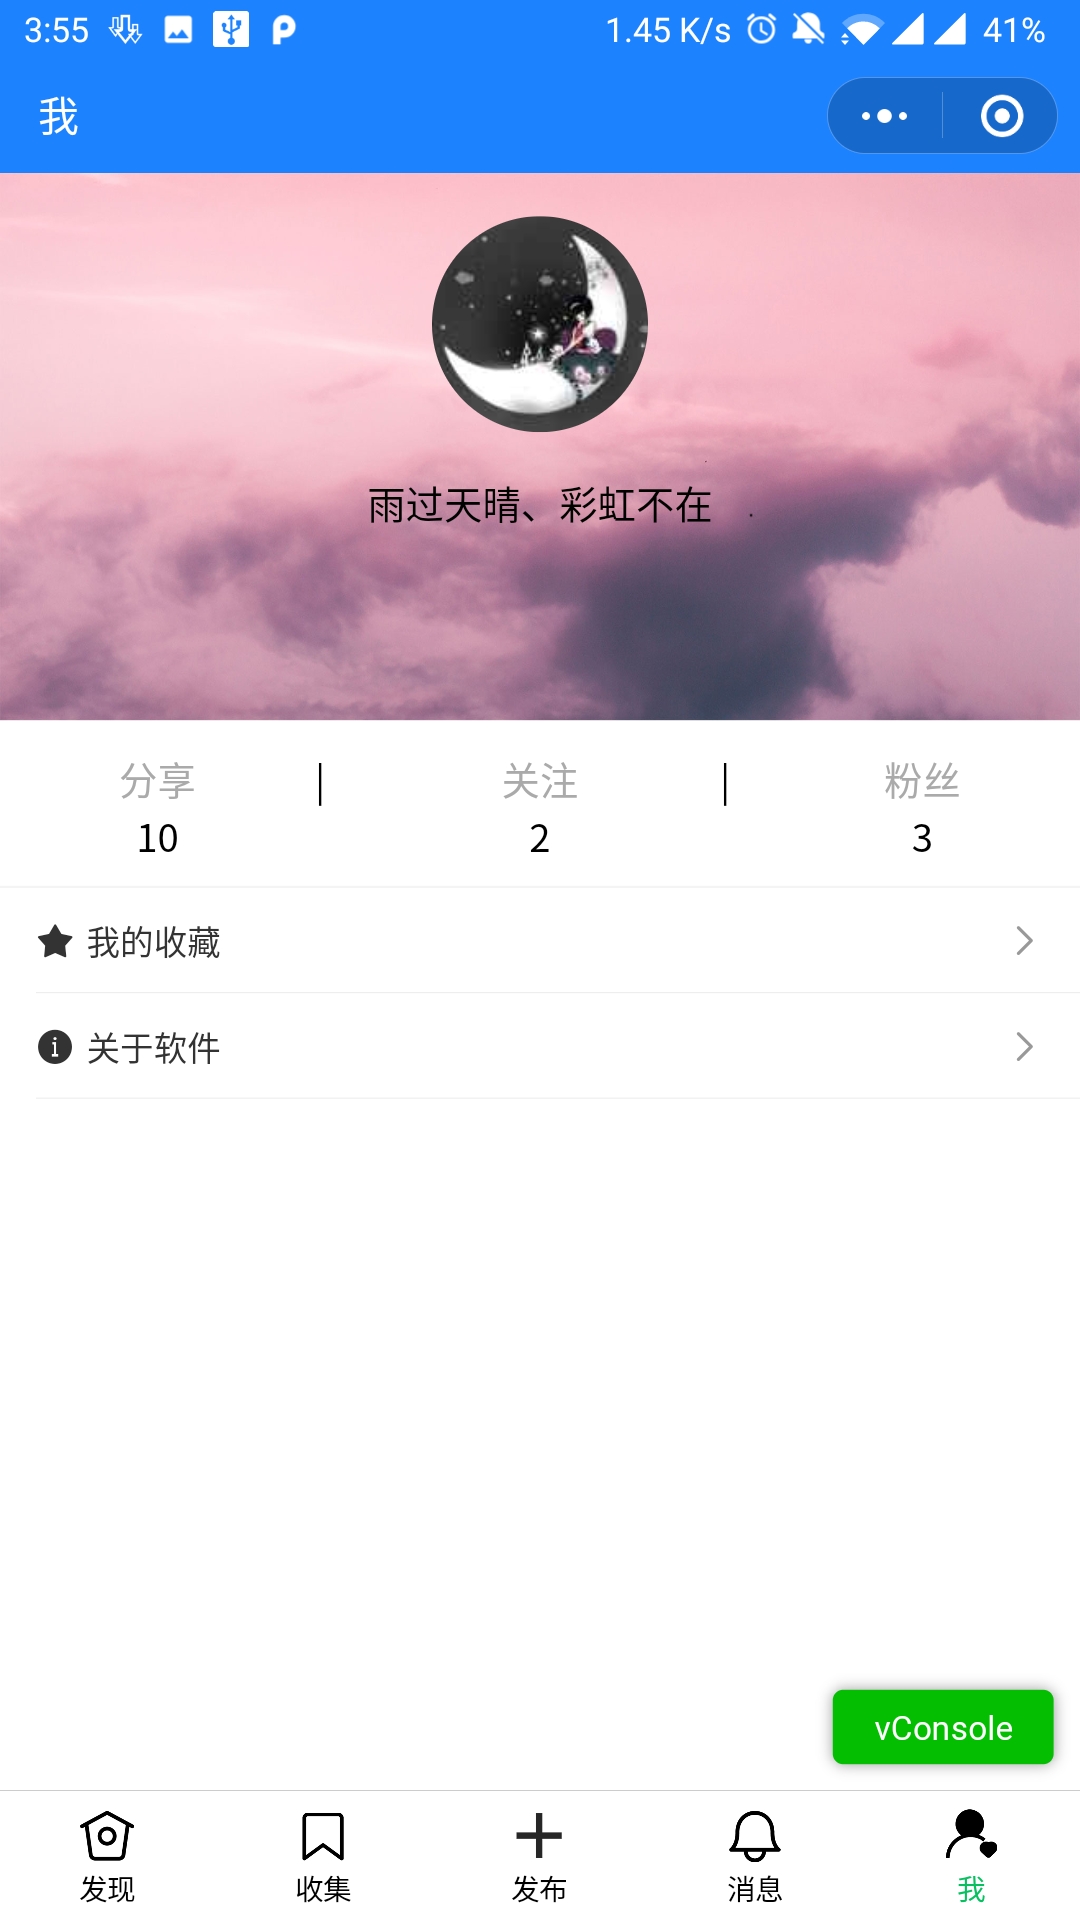 3:55 1.45 K/s 41%
我
雨过天晴、彩虹不在
分享 | 关注 | 粉丝
10 2 3
我的收藏
关于软件
vConsole
发现 收集 发布 消息 我